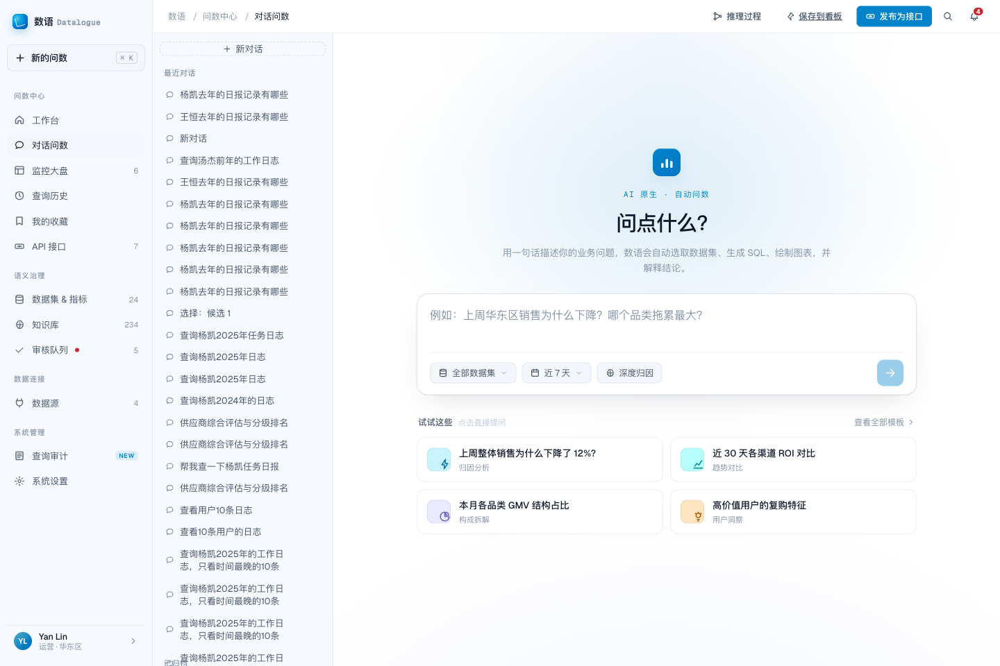 数语 Datalogue
新的问数 ⌘ K
问数中心
工作台
对话问数
监控大盘 6
查询历史
我的收藏
API 接口 7
语义治理
数据集 & 指标 24
知识库 234
审核队列 5
数据连接
数据源 4
系统管理
查询审计 NEW
系统设置
YL
Yan Lin
运营 · 华东区
数语 / 问数中心 / 对话问数
推理过程
保存到看板
发布为接口
4
新对话
最近对话
杨凯去年的日报记录有哪些
王恒去年的日报记录有哪些
新对话
查询汤杰前年的工作日志
王恒去年的日报记录有哪些
杨凯去年的日报记录有哪些
杨凯去年的日报记录有哪些
杨凯去年的日报记录有哪些
杨凯去年的日报记录有哪些
杨凯去年的日报记录有哪些
选择：候选 1
查询杨凯2025年任务日志
查询杨凯2025年日志
查询杨凯2025年日志
查询杨凯2024年的日志
供应商综合评估与分级排名
供应商综合评估与分级排名
帮我查一下杨凯任务日报
供应商综合评估与分级排名
查看用户10条日志
查看10条用户的日志
查询杨凯2025年的工作日
志，只看时间最晚的10条
查询杨凯2025年的工作日
志，只看时间最晚的10条
查询杨凯2025年的工作日
志，只看时间最晚的10条
查询杨凯2025年的工作日
已归档
AI 原生 · 自动问数
问点什么?
用一句话描述你的业务问题，数语会自动选取数据集、生成 SQL、绘制图表，并
解释结论。
例如：上周华东区销售为什么下降？哪个品类拖累最大?
全部数据集
近 7 天
深度归因
试试这些 点击直接提问
查看全部模板
上周整体销售为什么下降了 12%?
归因分析
近 30 天各渠道 ROI 对比
趋势对比
本月各品类 GMV 结构占比
构成拆解
高价值用户的复购特征
用户洞察